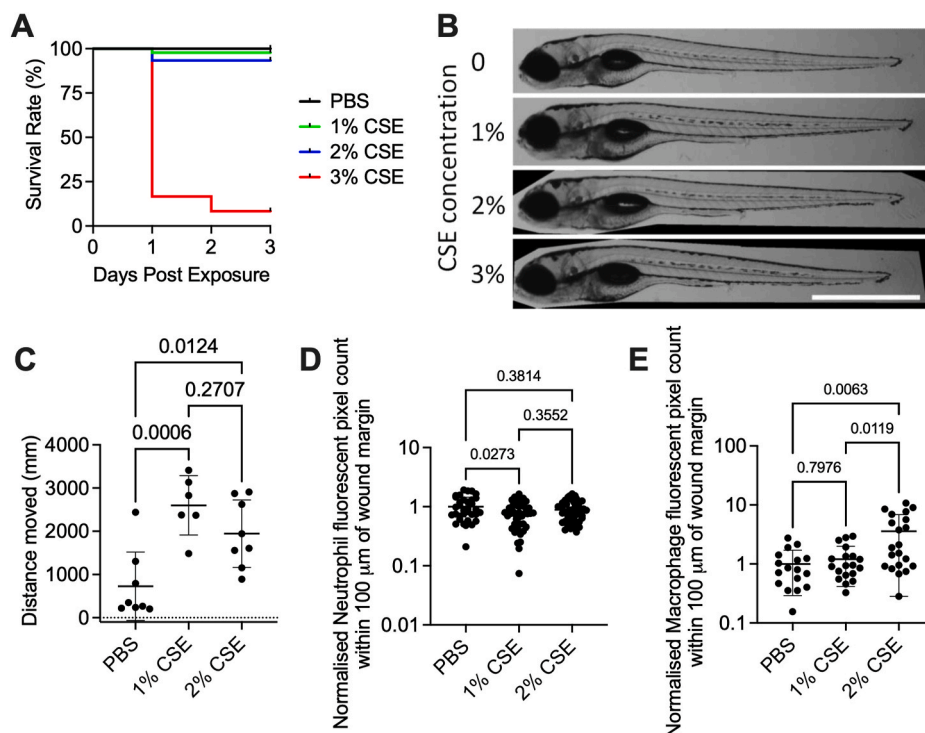 A
Survival Rate (%)
100
75
50
25
0
0 1 2 3
Days Post Exposure
PBS
1% CSE
2% CSE
3% CSE
B
CSE concentration
0
1%
2%
3%
C
0.0124
0.2707
0.0006
Distance moved (mm)
4000
3000
2000
1000
0
PBS
1% CSE
2% CSE
D
0.3814
0.3552
0.0273
Normalised Neutrophil fluorescent pixel count
within 100 μm of wound margin
10
1
0.1
0.01
PBS
1% CSE
2% CSE
E
0.0063
0.0119
0.7976
Normalised Macrophage fluorescent pixel count
within 100 μm of wound margin
100
10
1
0.1
PBS
1% CSE
2% CSE